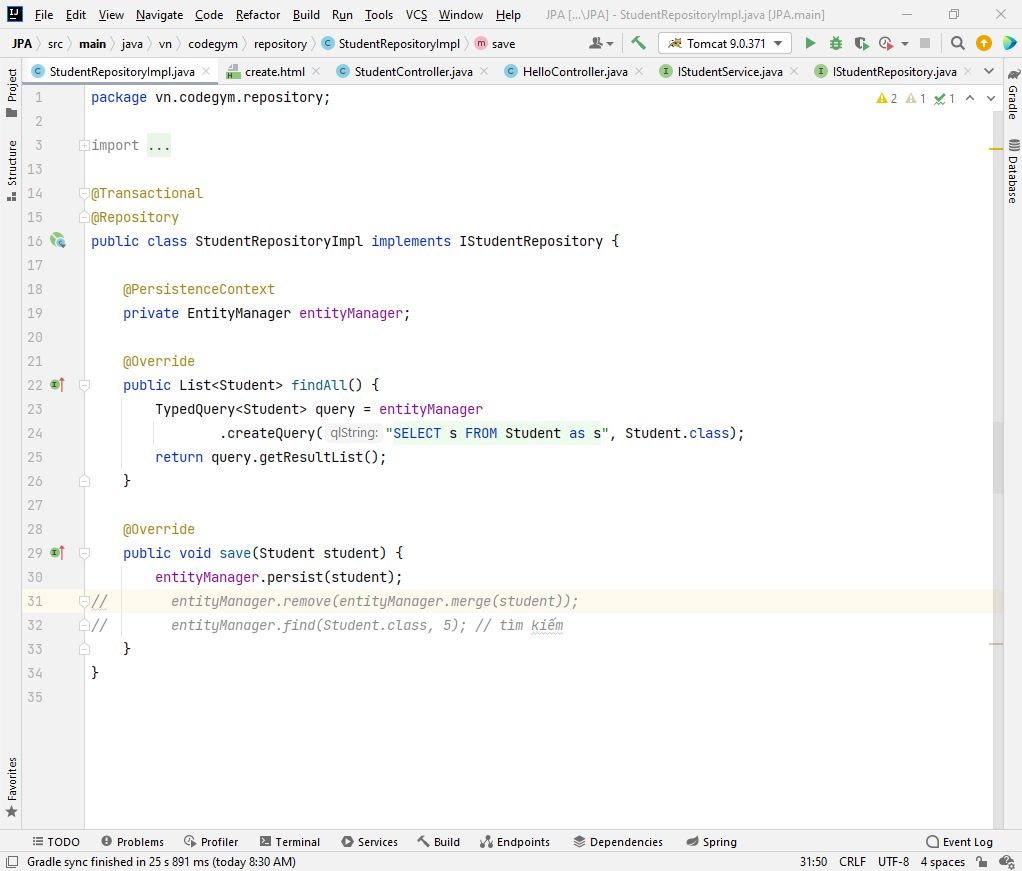 File Edit View Navigate Code Refactor Build Run Tools VCS Window Help JPA [...\JPA] - StudentRepositoryImpl.java [JPA.main]
JPA src main java vn codegym repository StudentRepositoryImpl save Tomcat 9.0.371
StudentRepositoryImpl.java create.html StudentController.java HelloController.java IStudentService.java IStudentRepository.java
Project
Structure
Favorites
Gradle
Database
2 1 1
1 package vn.codegym.repository;
2
3 import ...
13
14 @Transactional
15 @Repository
16 public class StudentRepositoryImpl implements IStudentRepository {
17
18 @PersistenceContext
19 private EntityManager entityManager;
20
21 @Override
22 public List<Student> findAll() {
23 TypedQuery<Student> query = entityManager
24 .createQuery( qlString: "SELECT s FROM Student as s", Student.class);
25 return query.getResultList();
26 }
27
28 @Override
29 public void save(Student student) {
30 entityManager.persist(student);
31 // entityManager.remove(entityManager.merge(student));
32 // entityManager.find(Student.class, 5); // tìm kiếm
33 }
34 }
35
TODO Problems Profiler Terminal Services Build Endpoints Dependencies Spring Event Log
Gradle sync finished in 25 s 891 ms (today 8:30 AM) 31:50 CRLF UTF-8 4 spaces